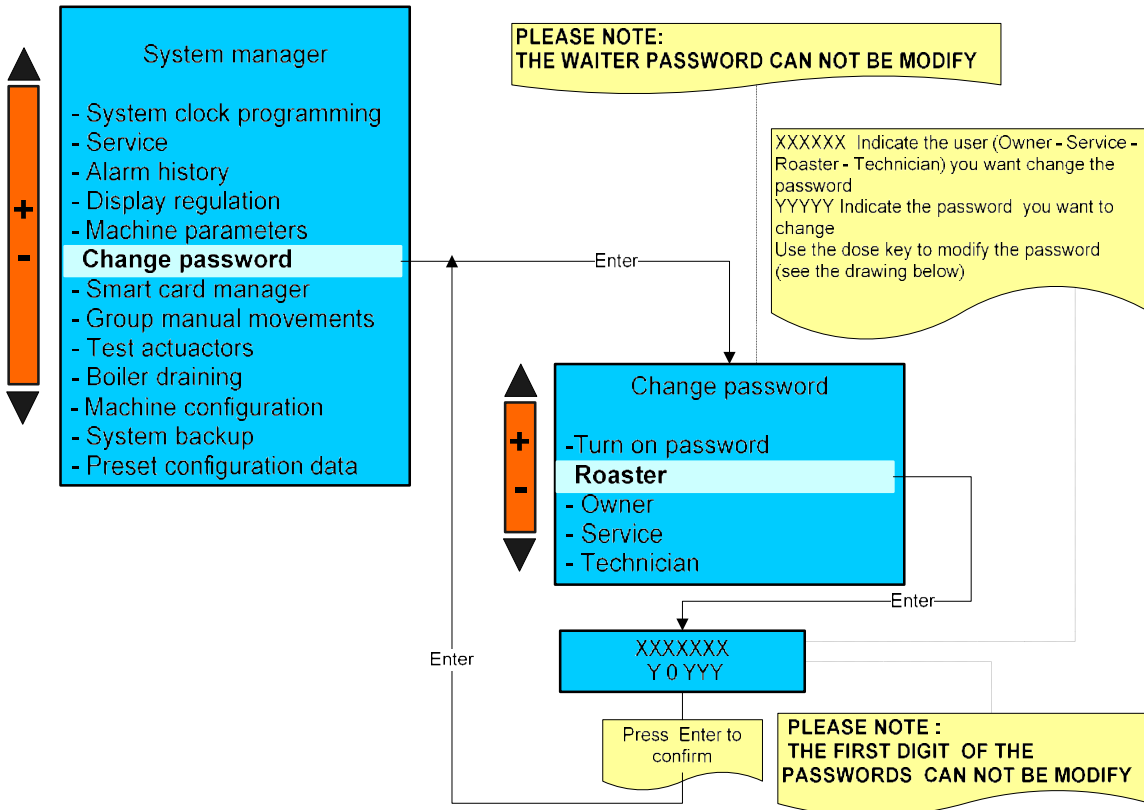 System manager
- System clock programming
- Service
- Alarm history
- Display regulation
- Machine parameters
Change password
- Smart card manager
- Group manual movements
- Test actuactors
- Boiler draining
- Machine configuration
- System backup
- Preset configuration data
+
-
Enter
PLEASE NOTE:
THE WAITER PASSWORD CAN NOT BE MODIFY
XXXXXX Indicate the user (Owner - Service -
Roaster - Technician) you want change the
password
YYYYY Indicate the password you want to
change
Use the dose key to modify the password
(see the drawing below)
Change password
-Turn on password
Roaster
- Owner
- Service
- Technician
+
-
Enter
XXXXXXX
Y 0 YYY
Enter
Press Enter to
confirm
PLEASE NOTE :
THE FIRST DIGIT OF THE
PASSWORDS CAN NOT BE MODIFY